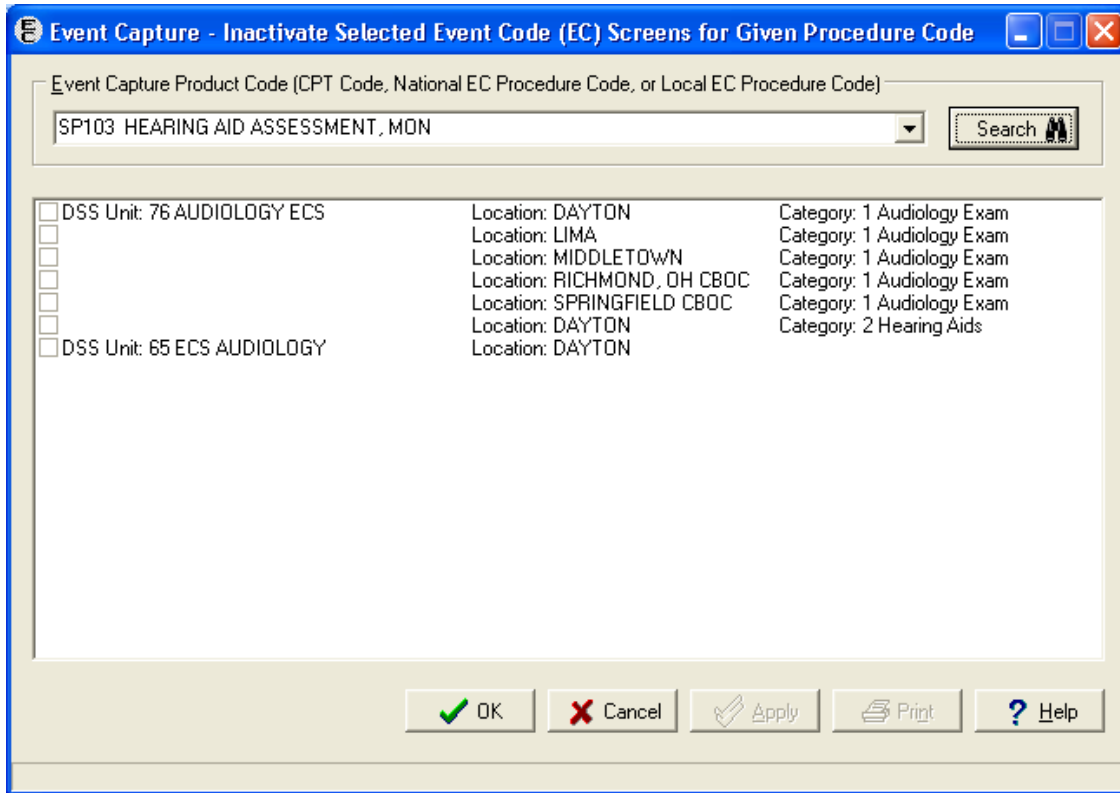 Event Capture - Inactivate Selected Event Code (EC) Screens for Given Procedure Code
Event Capture Product Code (CPT Code, National EC Procedure Code, or Local EC Procedure Code)
SP103 HEARING AID ASSESSMENT, MON
Search
DSS Unit: 76 AUDIOLOGY ECS Location: DAYTON Category: 1 Audiology Exam
Location: LIMA Category: 1 Audiology Exam
Location: MIDDLETOWN Category: 1 Audiology Exam
Location: RICHMOND, OH CBOC Category: 1 Audiology Exam
Location: SPRINGFIELD CBOC Category: 1 Audiology Exam
Location: DAYTON Category: 2 Hearing Aids
DSS Unit: 65 ECS AUDIOLOGY Location: DAYTON
OK Cancel Apply Print ? Help